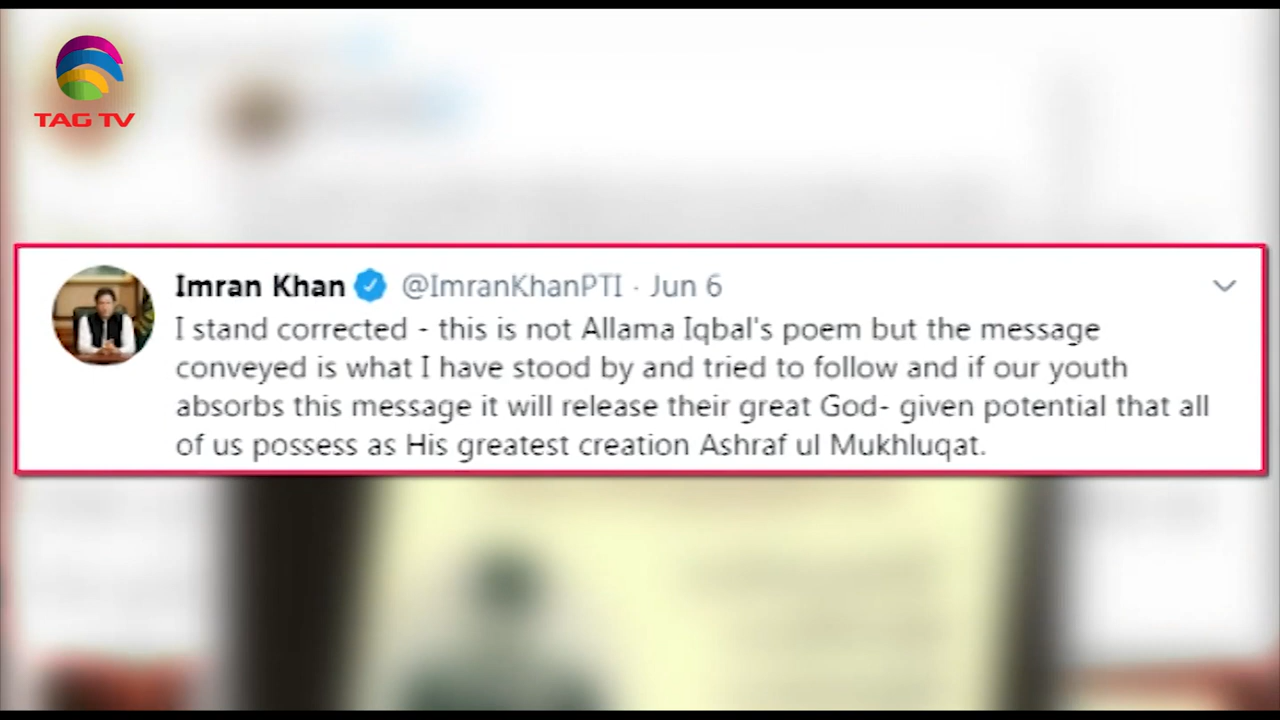 TAG TV
Imran Khan @ImranKhanPTI · Jun 6
I stand corrected - this is not Allama Iqbal's poem but the message
conveyed is what I have stood by and tried to follow and if our youth
absorbs this message it will release their great God- given potential that all
of us possess as His greatest creation Ashraf ul Mukhluqat.